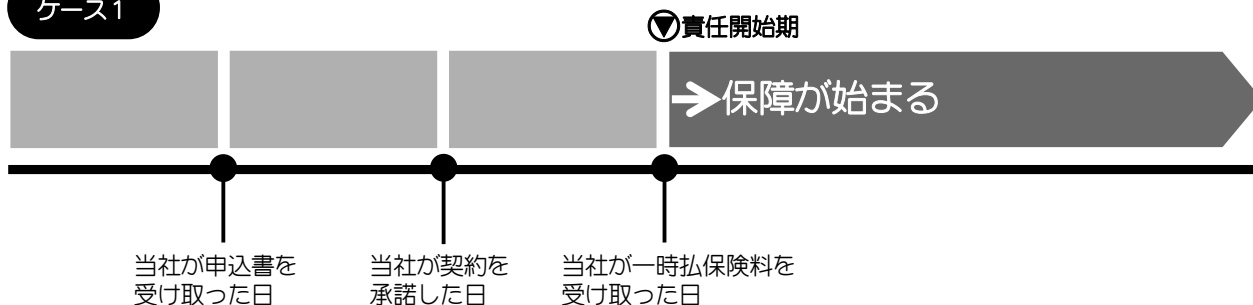 ケース1
責任開始期
保障が始まる
当社が申込書を
受け取った日
当社が契約を
承諾した日
当社が一時払保険料を
受け取った日